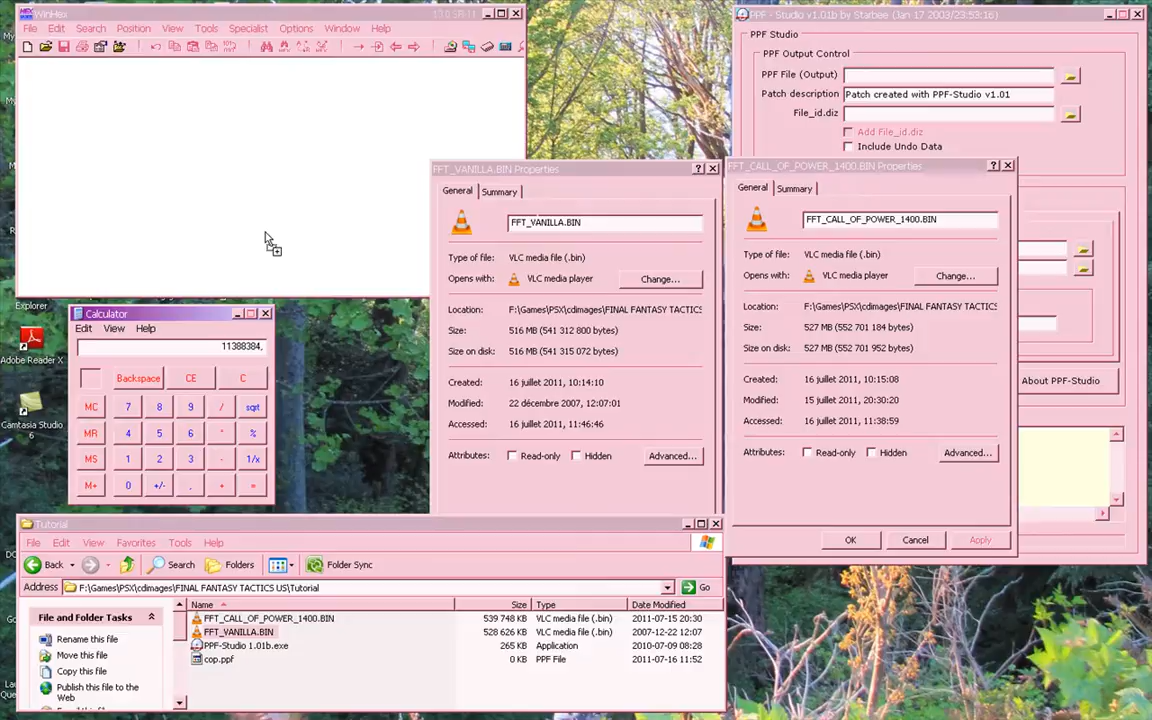 WinHex
File Edit Search Position View Tools Specialist Options Window Help
PPF - Studio v1.01b by Starbee (Jan 17 2003/23:53:16)
PPF Studio
PPF Output Control
PPF File (Output)
Patch description Patch created with PPF-Studio v1.01
File_id.diz
Add File_id.diz
Include Undo Data
About PPF-Studio
FFT_VANILLA.BIN Properties
General Summary
FFT_VANILLA.BIN
Type of file: VLC media file (.bin)
Opens with: VLC media player Change...
Location: F:\Games\PSX\cdimages\FINAL FANTASY TACTICS
Size: 516 MB (541 312 800 bytes)
Size on disk: 516 MB (541 315 072 bytes)
Created: 16 juillet 2011, 10:14:10
Modified: 22 décembre 2007, 12:07:01
Accessed: 16 juillet 2011, 11:46:46
Attributes: Read-only Hidden Advanced...
FFT_CALL_OF_POWER_1400.BIN Properties
General Summary
FFT_CALL_OF_POWER_1400.BIN
Type of file: VLC media file (.bin)
Opens with: VLC media player Change...
Location: F:\Games\PSX\cdimages\FINAL FANTASY TACTICS
Size: 527 MB (552 701 184 bytes)
Size on disk: 527 MB (552 701 952 bytes)
Created: 16 juillet 2011, 10:15:08
Modified: 15 juillet 2011, 20:30:20
Accessed: 16 juillet 2011, 11:38:59
Attributes: Read-only Hidden Advanced...
OK Cancel Apply
Explorer
Adobe Reader X
Camtasia Studio
6
Calculator
Edit View Help
11388384,
Backspace CE C
MC 7 8 9 / sqrt
MR 4 5 6 * %
MS 1 2 3 - 1/x
M+ 0 +/- . + =
Tutorial
File Edit View Favorites Tools Help
Back Search Folders Folder Sync
Address F:\Games\PSX\cdimages\FINAL FANTASY TACTICS US\Tutorial Go
File and Folder Tasks
Rename this file
Move this file
Copy this file
Publish this file to the
Web
Name Size Type Date Modified
FFT_CALL_OF_POWER_1400.BIN 539 748 KB VLC media file (.bin) 2011-07-15 20:30
FFT_VANILLA.BIN 528 626 KB VLC media file (.bin) 2007-12-22 12:07
PPF-Studio 1.01b.exe 265 KB Application 2010-07-09 08:28
cop.ppf 0 KB PPF File 2011-07-16 11:52